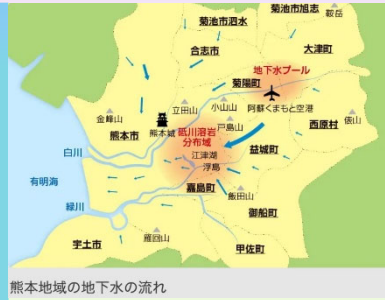 菊池市旭志
鞍岳
菊池市泗水
合志市
大津町
地下水プール
菊陽町
阿蘇くまもと空港
立田山
小山山
戸島山
金峰山
熊本市
熊本城
砥川溶岩
分布域
西原村
俵山
白川
江津湖
益城町
浮島
有明海
嘉島町
飯田山
緑川
御船町
宇土市
雁回山
甲佐町
熊本地域の地下水の流れ